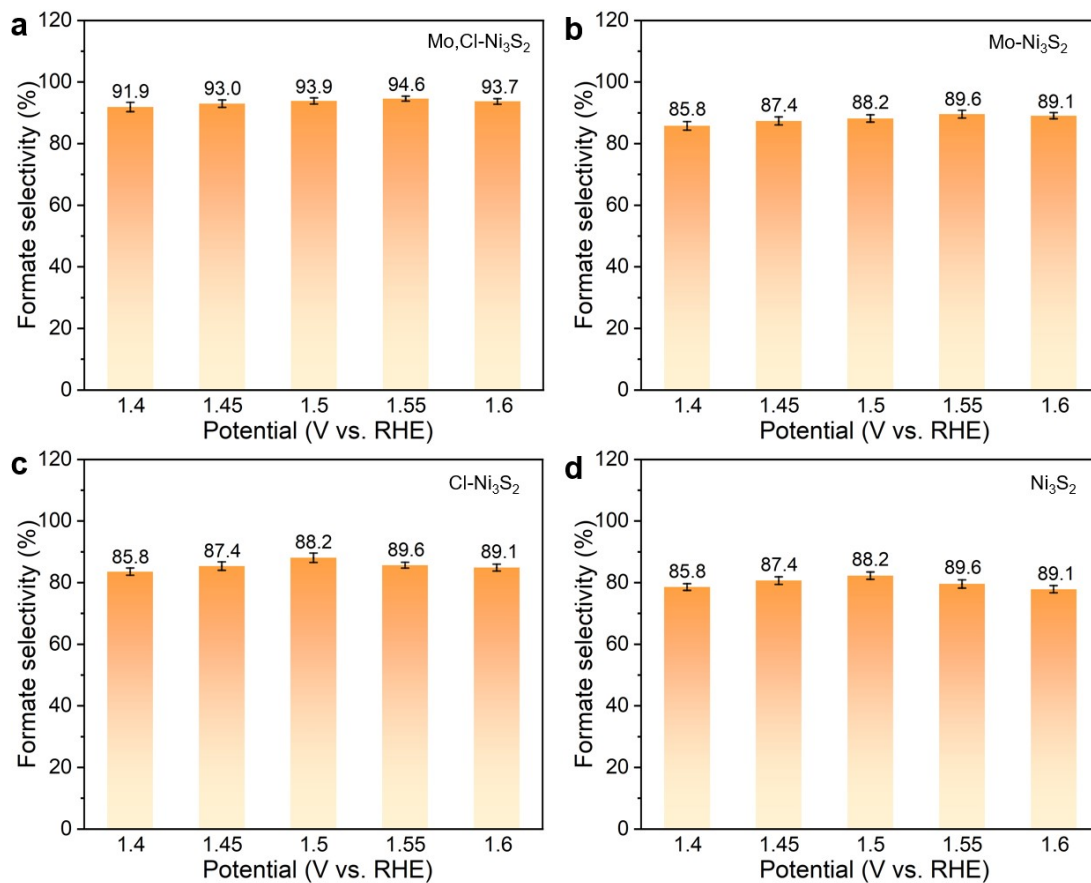 a
Mo,Cl-Ni₃S₂
Formate selectivity (%)
120
100
80
60
40
20
0
91.9 93.0 93.9 94.6 93.7
1.4 1.45 1.5 1.55 1.6
Potential (V vs. RHE)
b
Mo-Ni₃S₂
Formate selectivity (%)
120
100
80
60
40
20
0
85.8 87.4 88.2 89.6 89.1
1.4 1.45 1.5 1.55 1.6
Potential (V vs. RHE)
c
Cl-Ni₃S₂
Formate selectivity (%)
120
100
80
60
40
20
0
85.8 87.4 88.2 89.6 89.1
1.4 1.45 1.5 1.55 1.6
Potential (V vs. RHE)
d
Ni₃S₂
Formate selectivity (%)
120
100
80
60
40
20
0
85.8 87.4 88.2 89.6 89.1
1.4 1.45 1.5 1.55 1.6
Potential (V vs. RHE)